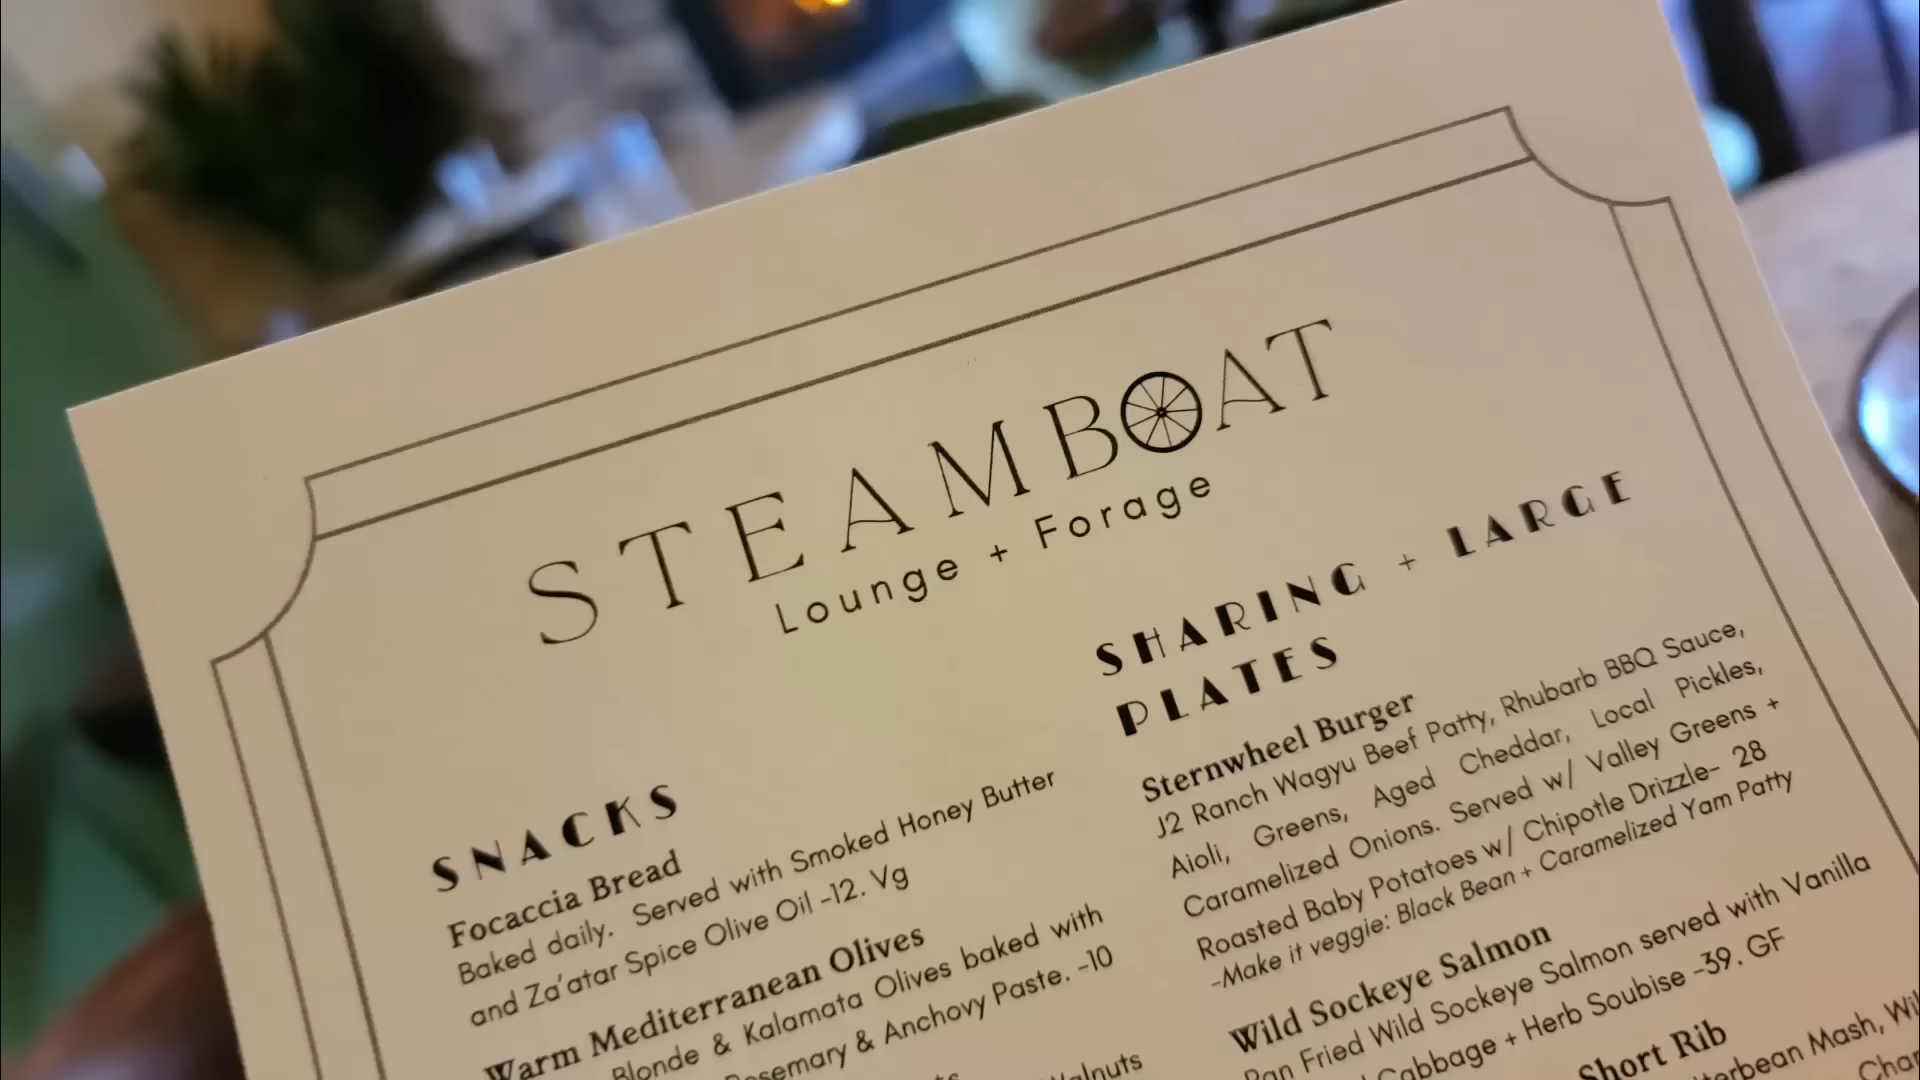 STEAMBOAT
Lounge + Forage
SNACKS
Focaccia Bread
Baked daily. Served with Smoked Honey Butter
and Za'atar Spice Olive Oil -12. Vg
Warm Mediterranean Olives
Blonde & Kalamata Olives baked with
& Anchovy Paste. -10
SHARING + LARGE
PLATES
Sternwheel Burger
J2 Ranch Wagyu Beef Patty, Rhubarb BBQ Sauce,
Aioli, Greens, Aged Cheddar, Local Pickles,
Caramelized Onions. Served w/ Valley Greens +
Roasted Baby Potatoes w/ Chipotle Drizzle- 28
-Make it veggie: Black Bean + Caramelized Yam Patty
Wild Sockeye Salmon
Pan Fried Wild Sockeye Salmon served with Vanilla
Cabbage + Herb Soubise -39. GF
Short Rib
Mash,